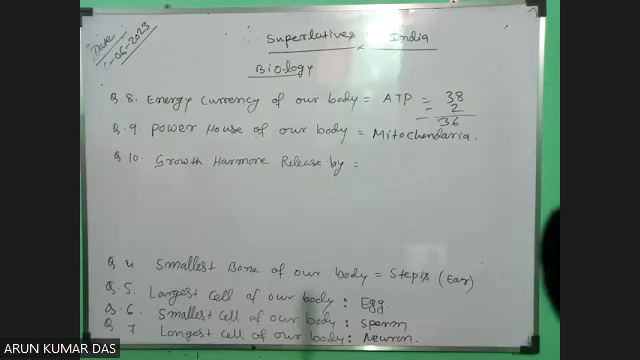 Date
-06-2023
Superlatives India
Biology
Q 8. Energy Currency of our body = ATP = 38
- 2
= 36
Q.9. Power House of our body = Mitochendaria.
Q 10. Growth Harmone Release by =
Q 4 Smallest Bone of our body = (Ear)
Q.5. Largest cell of our body : Egg.
Q.6. Smallest cell of our body : Sperm
Q 7 Longest cell of our body : Neuron.
ARUN KUMAR DAS